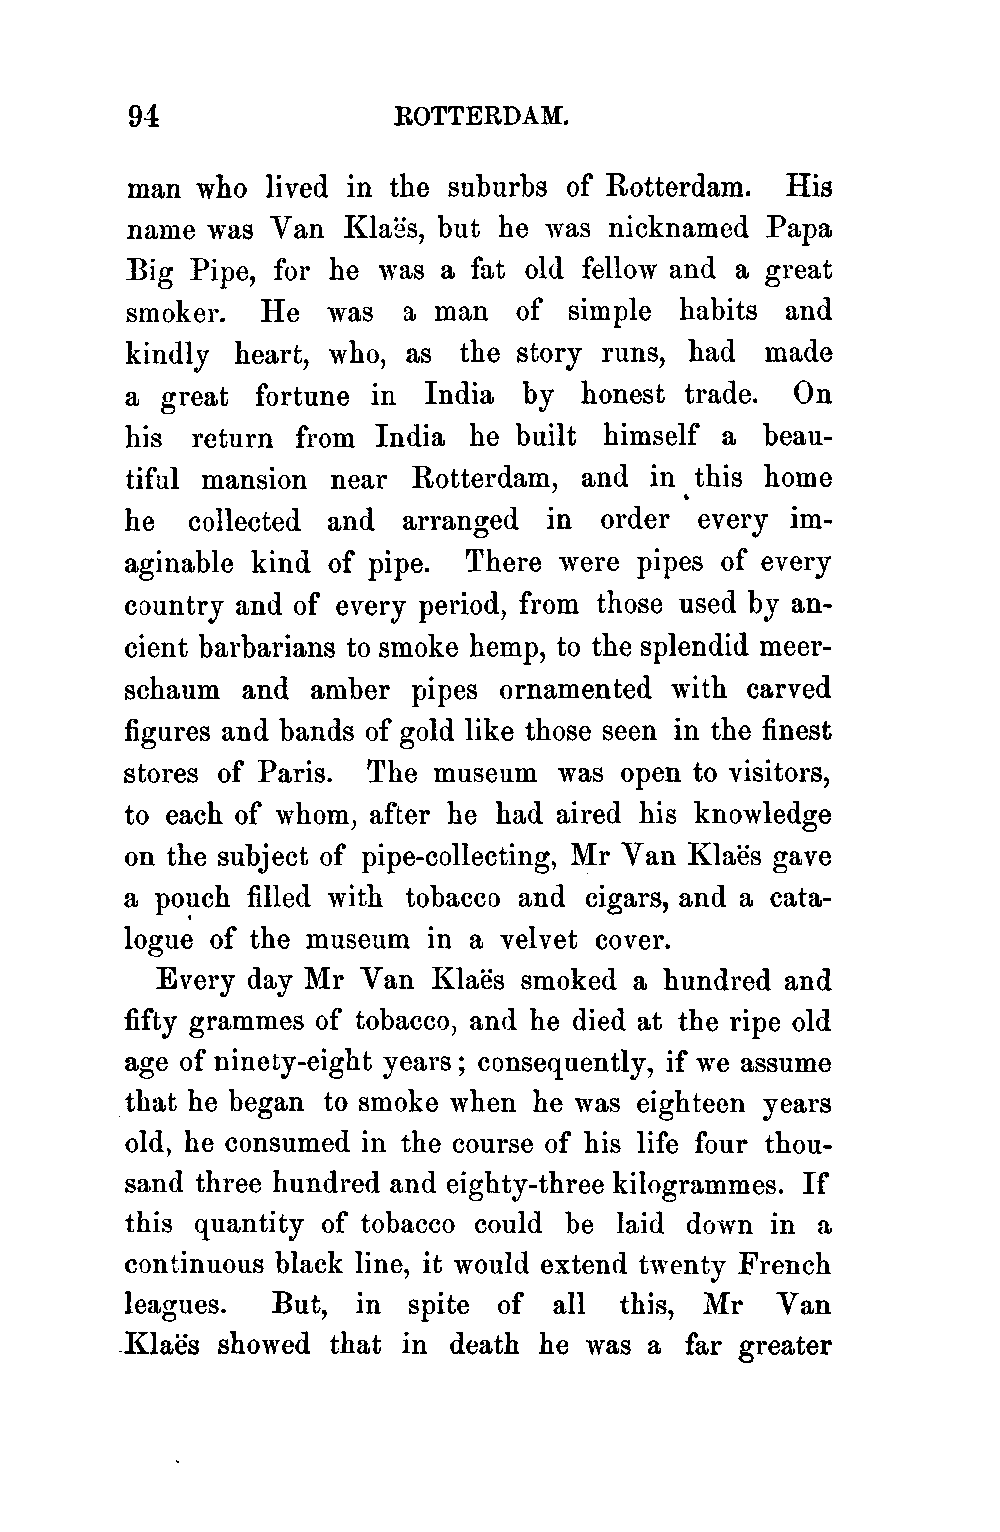 94 ROTTERDAM.
man who lived in the suburbs of Rotterdam. His
name was Van Klaës, but he was nicknamed Papa
Big Pipe, for he was a fat old fellow and a great
smoker. He was a man of simple habits and
kindly heart, who, as the story runs, had made
a great fortune in India by honest trade. On
his return from India he built himself a beau-
tiful mansion near Rotterdam, and in this home
he collected and arranged in order every im-
aginable kind of pipe. There were pipes of every
country and of every period, from those used by an-
cient barbarians to smoke hemp, to the splendid meer-
schaum and amber pipes ornamented with carved
figures and bands of gold like those seen in the finest
stores of Paris. The museum was open to visitors,
to each of whom, after he had aired his knowledge
on the subject of pipe-collecting, Mr Van Klaës gave
a pouch filled with tobacco and cigars, and a cata-
logue of the museum in a velvet cover.
Every day Mr Van Klaës smoked a hundred and
fifty grammes of tobacco, and he died at the ripe old
age of ninety-eight years; consequently, if we assume
that he began to smoke when he was eighteen years
old, he consumed in the course of his life four thou-
sand three hundred and eighty-three kilogrammes. If
this quantity of tobacco could be laid down in a
continuous black line, it would extend twenty French
leagues. But, in spite of all this, Mr Van
Klaës showed that in death he was a far greater